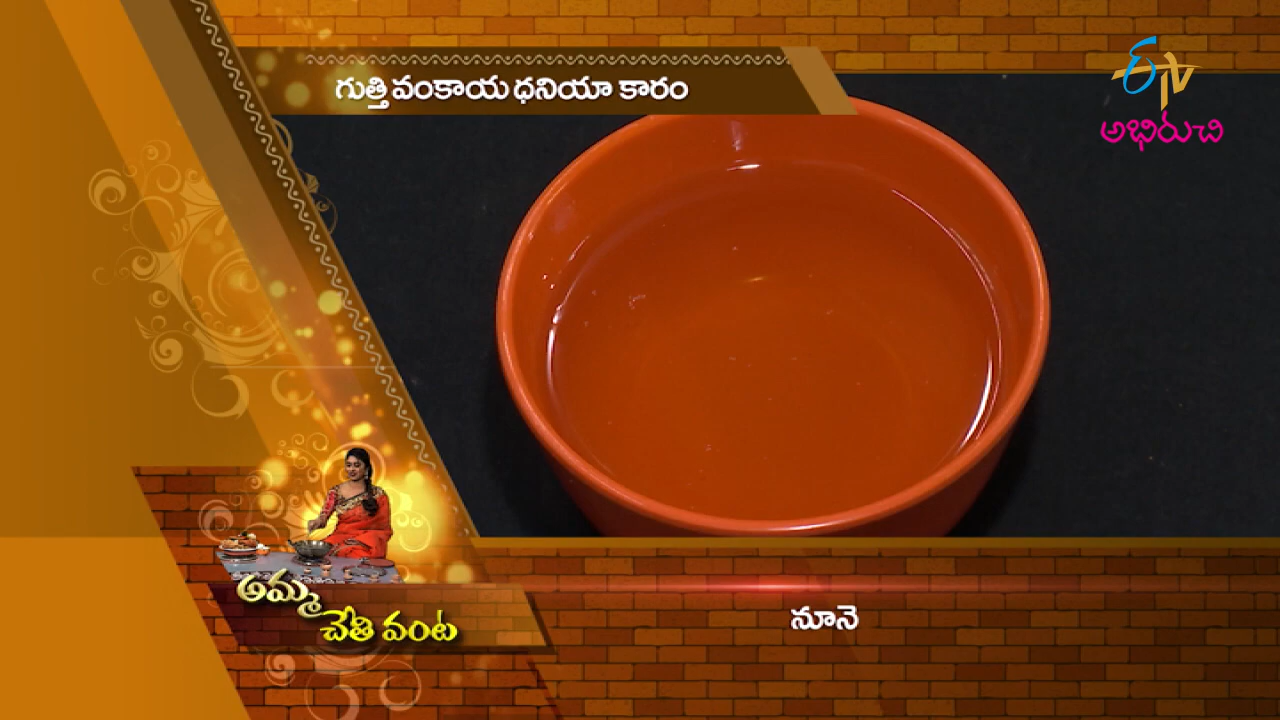 గుత్తి వంకాయ ధనియా కారం
ETV
అభిరుచి
అమ్మ
చేతి వంట
నూనె